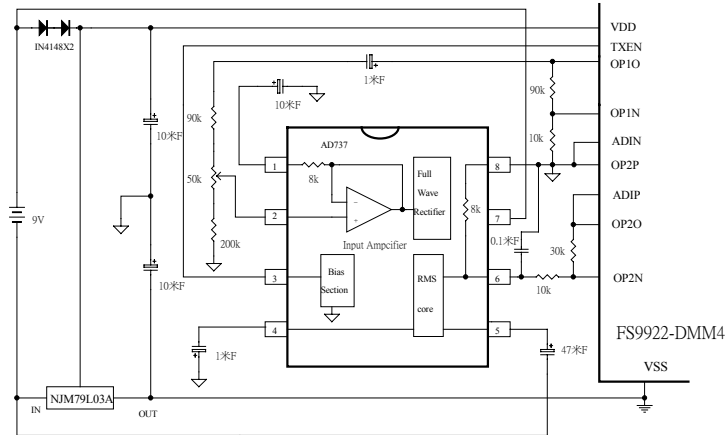 VDD
IN4148X2
TXEN
OP1O
1米F
10米F
90k
90k
OP1N
10米F
10k
ADIN
AD737
1
8
OP2P
8k
Full
Wave
Rectifier
50k
ADIP
2
7
8k
9V
0.1米F
OP2O
200k
Input Ampcifier
30k
3
Bias
Section
RMS
core
6
OP2N
10米F
10k
4
5
FS9922-DMM4
1米F
47米F
VSS
NJM79L03A
IN
OUT